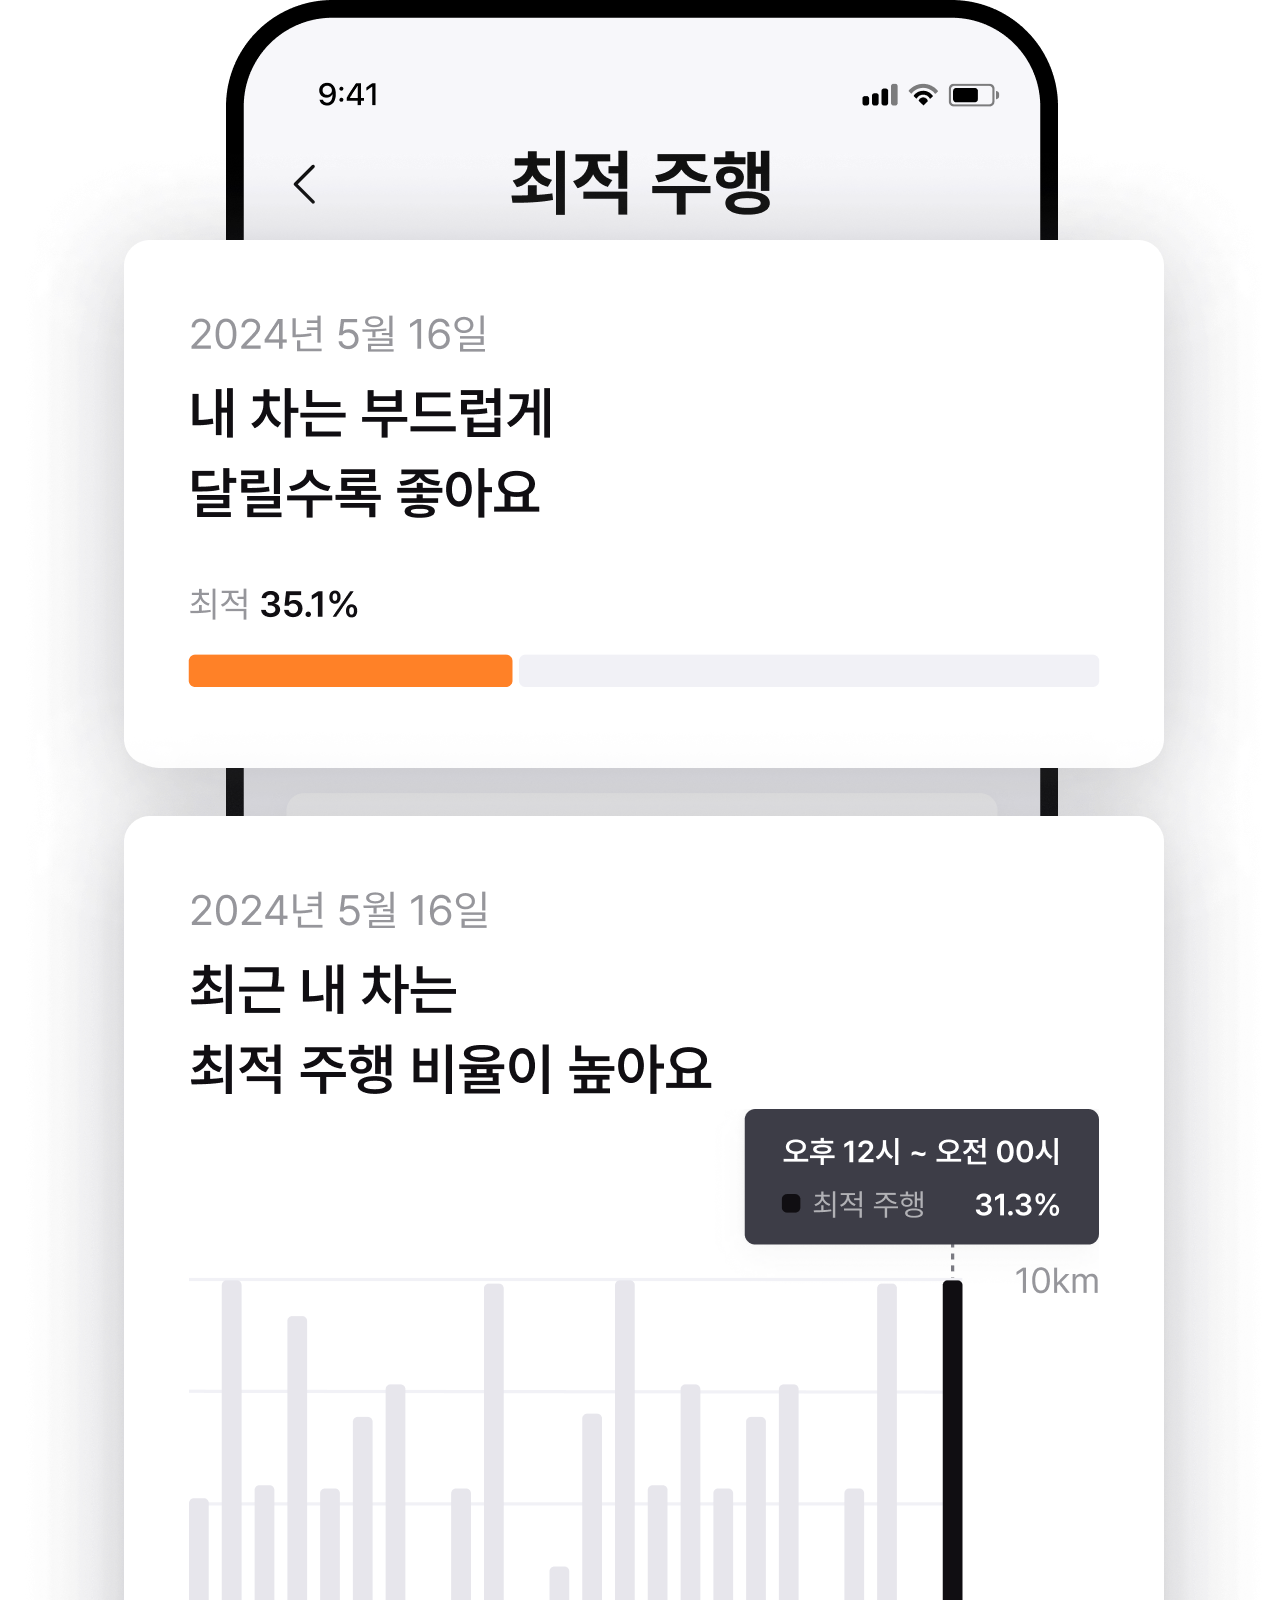 9:41
최적 주행
2024년 5월 16일
내 차는 부드럽게
달릴수록 좋아요
최적 35.1%
2024년 5월 16일
최근 내 차는
최적 주행 비율이 높아요
오후 12시 ~ 오전 00시
최적 주행 31.3%
10km